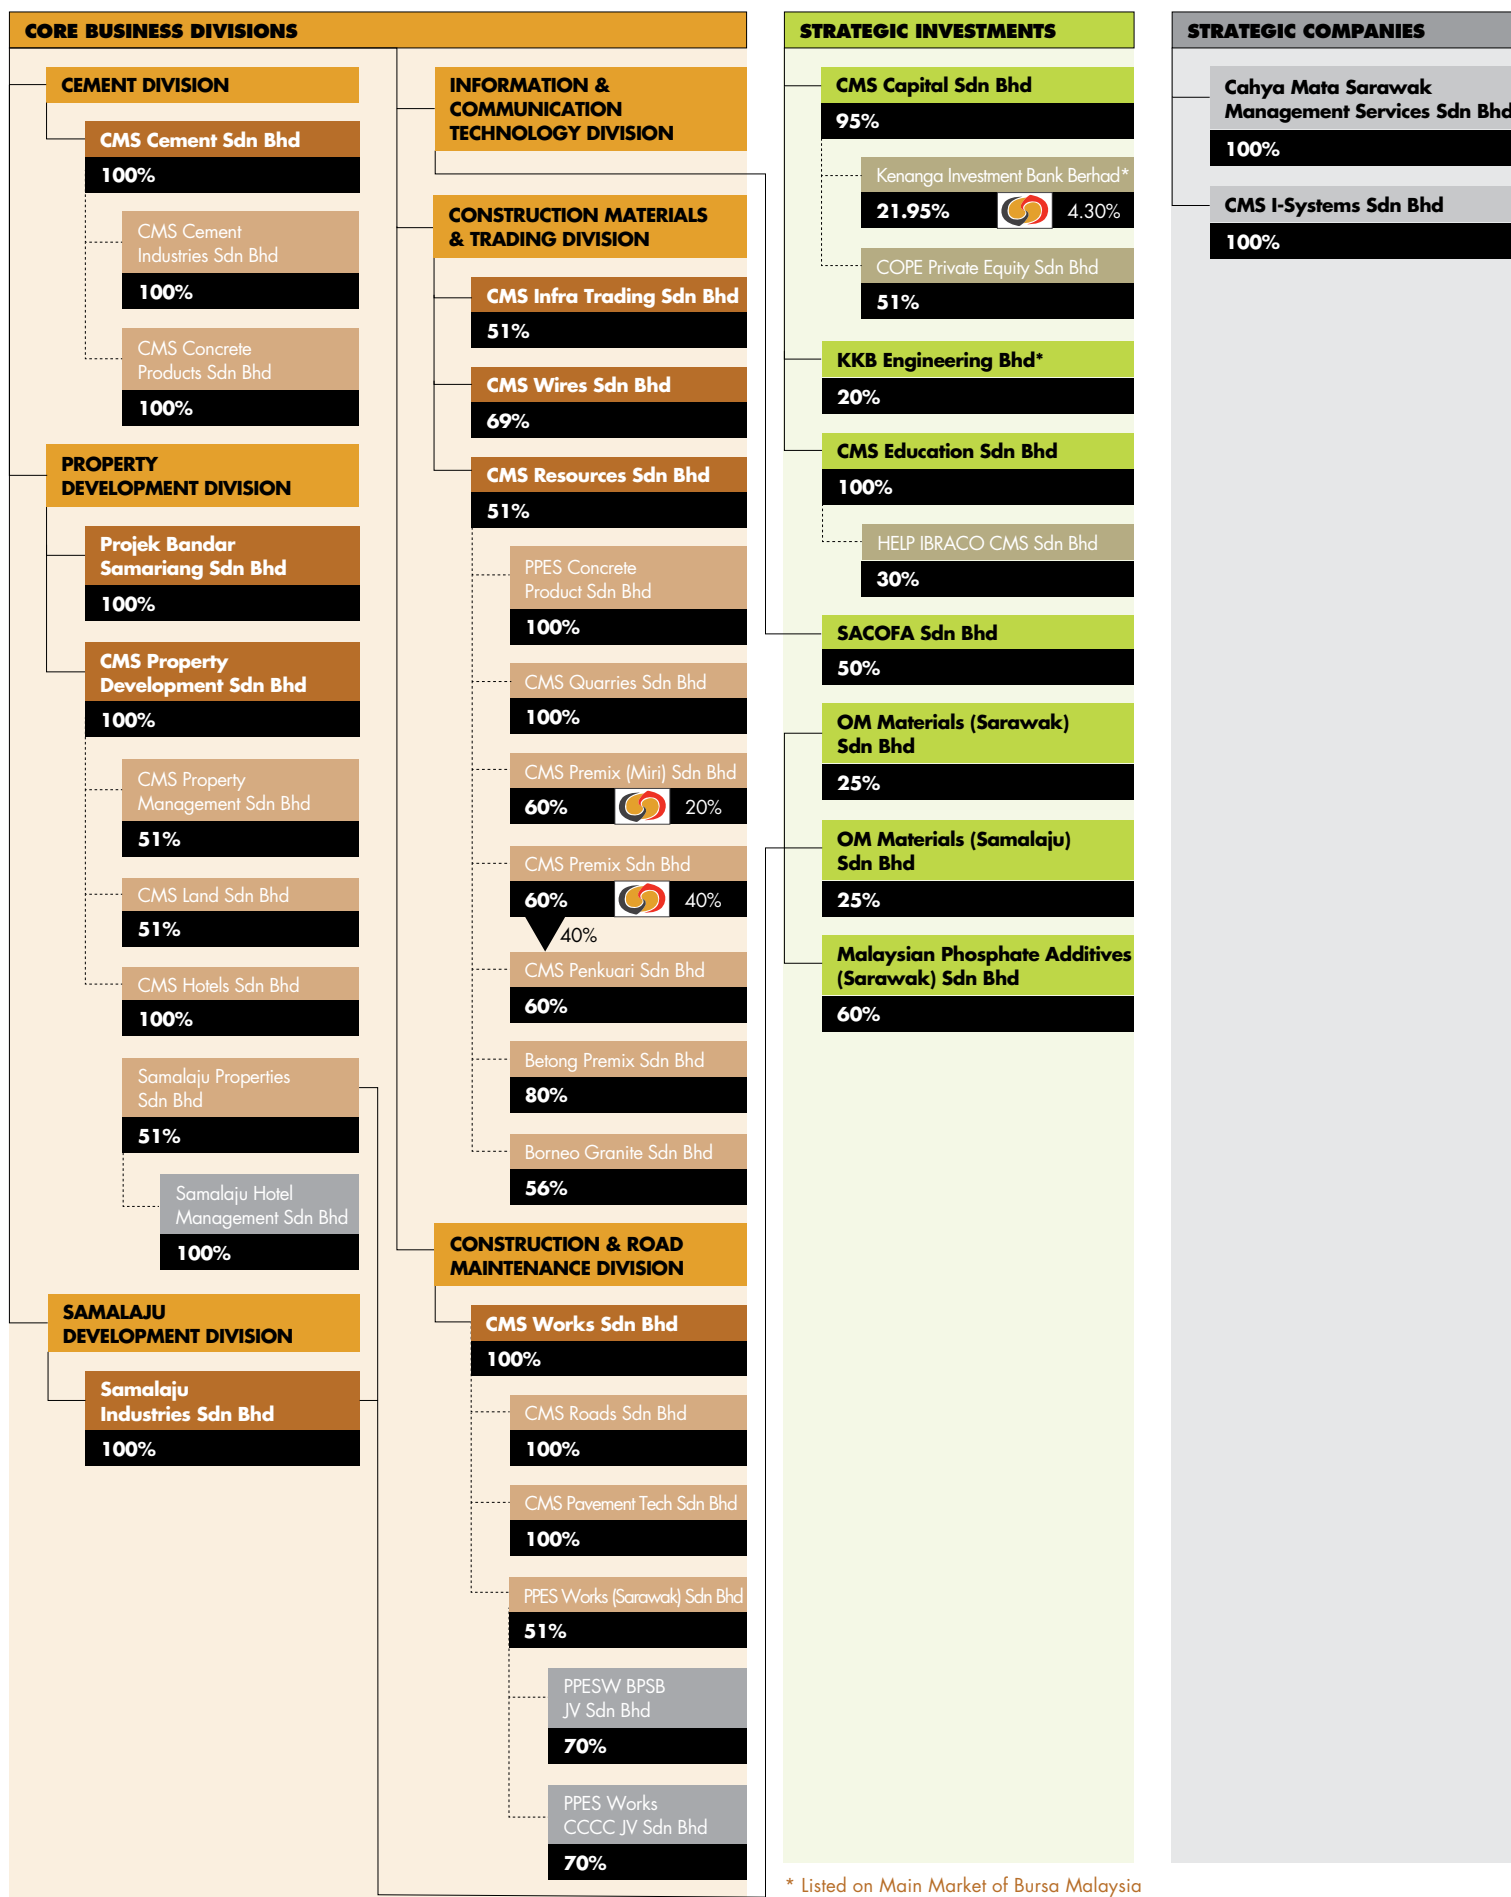 CORE BUSINESS DIVISIONS
CEMENT DIVISION
CMS Cement Sdn Bhd
100%
CMS Cement
Industries Sdn Bhd
100%
CMS Concrete
Products Sdn Bhd
100%
PROPERTY
DEVELOPMENT DIVISION
Projek Bandar
Samariang Sdn Bhd
100%
CMS Property
Development Sdn Bhd
100%
CMS Property
Management Sdn Bhd
51%
CMS Land Sdn Bhd
51%
CMS Hotels Sdn Bhd
100%
Samalaju Properties
Sdn Bhd
51%
Samalaju Hotel
Management Sdn Bhd
100%
SAMALAJU
DEVELOPMENT DIVISION
Samalaju
Industries Sdn Bhd
100%
INFORMATION &
COMMUNICATION
TECHNOLOGY DIVISION
CONSTRUCTION MATERIALS
& TRADING DIVISION
CMS Infra Trading Sdn Bhd
51%
CMS Wires Sdn Bhd
69%
CMS Resources Sdn Bhd
51%
PPES Concrete
Product Sdn Bhd
100%
CMS Quarries Sdn Bhd
100%
CMS Premix (Miri) Sdn Bhd
60% 20%
CMS Premix Sdn Bhd
60% 40%
40%
CMS Penkuari Sdn Bhd
60%
Betong Premix Sdn Bhd
80%
Borneo Granite Sdn Bhd
56%
CONSTRUCTION & ROAD
MAINTENANCE DIVISION
CMS Works Sdn Bhd
100%
CMS Roads Sdn Bhd
100%
CMS Pavement Tech Sdn Bhd
100%
PPES Works (Sarawak) Sdn Bhd
51%
PPESW BPSB
JV Sdn Bhd
70%
PPES Works
CCCC JV Sdn Bhd
70%
STRATEGIC INVESTMENTS
CMS Capital Sdn Bhd
95%
Kenanga Investment Bank Berhad*
21.95% 4.30%
COPE Private Equity Sdn Bhd
51%
KKB Engineering Bhd*
20%
CMS Education Sdn Bhd
100%
HELP IBRACO CMS Sdn Bhd
30%
SACOFA Sdn Bhd
50%
OM Materials (Sarawak)
Sdn Bhd
25%
OM Materials (Samalaju)
Sdn Bhd
25%
Malaysian Phosphate Additives
(Sarawak) Sdn Bhd
60%
* Listed on Main Market of Bursa Malaysia
STRATEGIC COMPANIES
Cahya Mata Sarawak
Management Services Sdn Bhd
100%
CMS I-Systems Sdn Bhd
100%